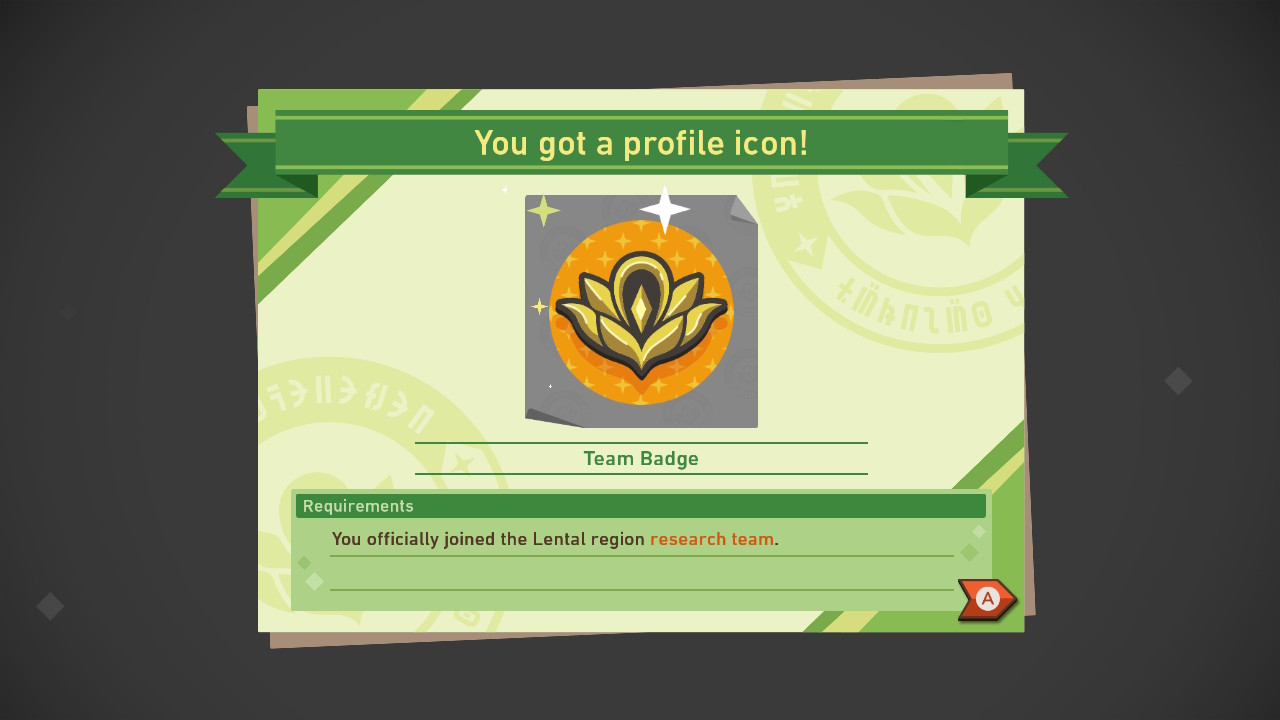 You got a profile icon!
Team Badge
Requirements
You officially joined the Lental region research team.
A